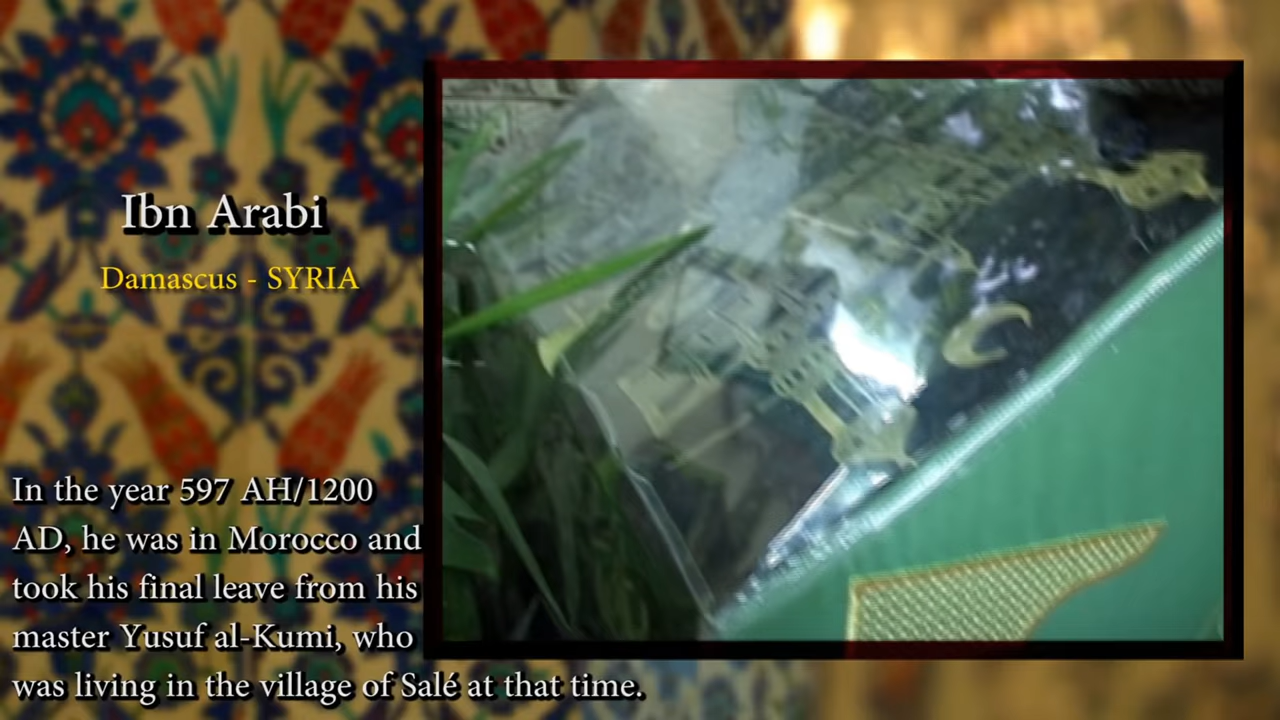 Ibn Arabi
Damascus - SYRIA
In the year 597 AH/1200
AD, he was in Morocco and
took his final leave from his
master Yusuf al-Kumi, who
was living in the village of Salé at that time.